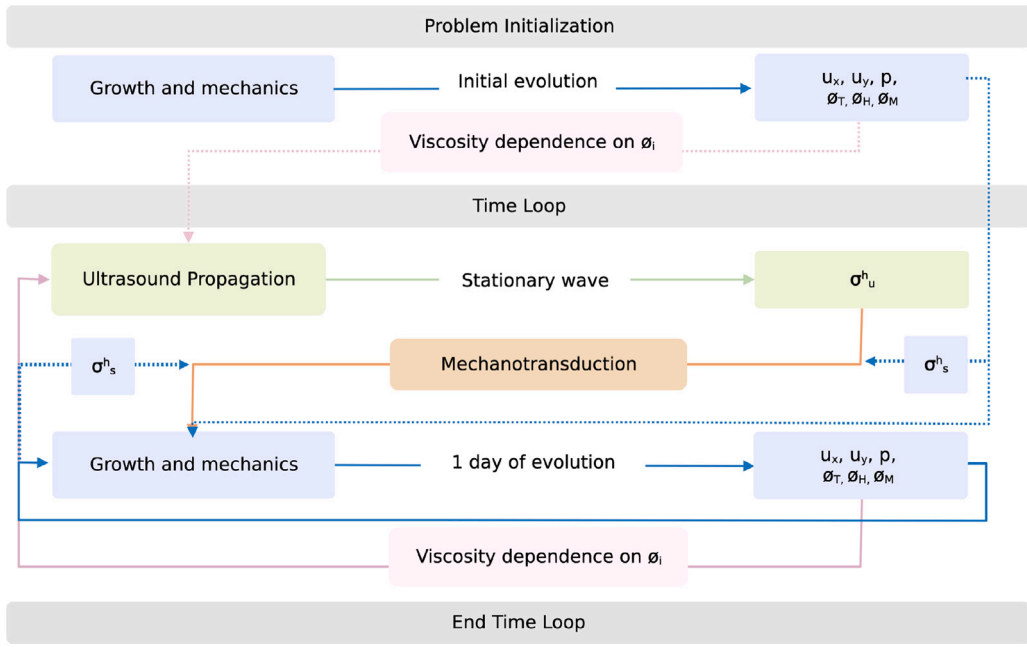 Problem Initialization
Growth and mechanics
Initial evolution
uₓ, u_y, p,
ø_T, ø_H, ø_M
Viscosity dependence on øᵢ
Time Loop
Ultrasound Propagation
Stationary wave
σʰᵤ
σʰₛ
Mechanotransduction
σʰₛ
Growth and mechanics
1 day of evolution
uₓ, u_y, p,
ø_T, ø_H, ø_M
Viscosity dependence on øᵢ
End Time Loop